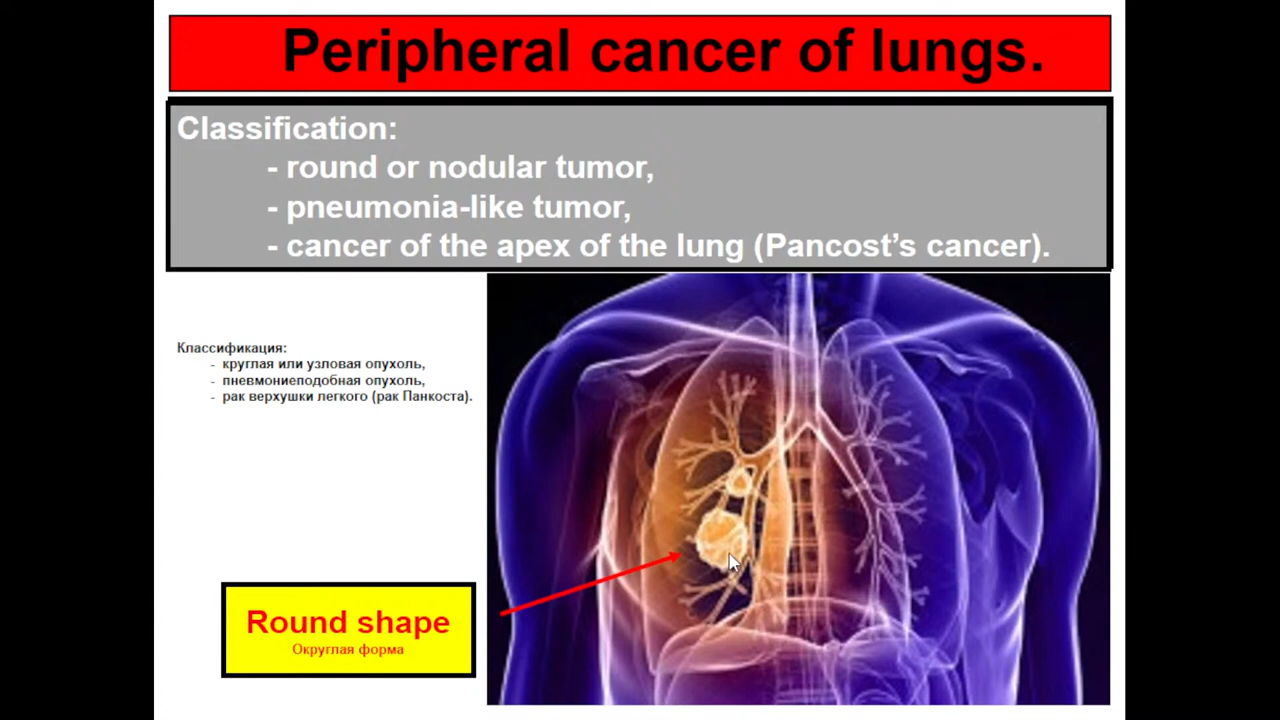 Peripheral cancer of lungs.
Classification:
- round or nodular tumor,
- pneumonia-like tumor,
- cancer of the apex of the lung (Pancost’s cancer).
Классификация:
- круглая или узловая опухоль,
- пневмониеподобная опухоль,
- рак верхушки легкого (рак Панкоста).
Round shape
Округлая форма